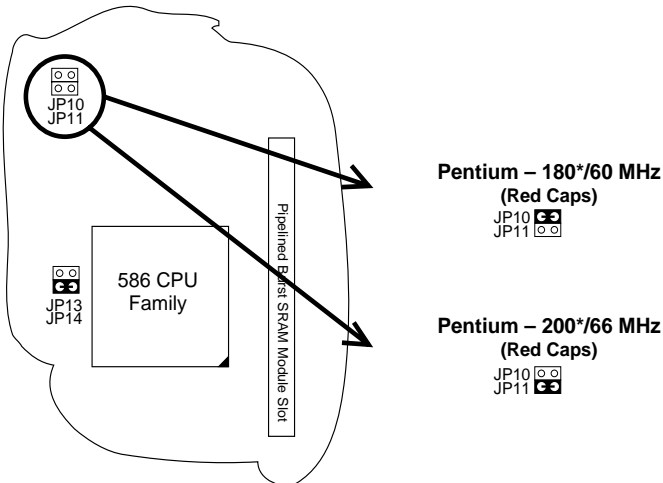 JP10
JP11
Pipelined Burst SRAM Module Slot
586 CPU
Family
JP13
JP14
Pentium – 180*/60 MHz
(Red Caps)
JP10
JP11
Pentium – 200*/66 MHz
(Red Caps)
JP10
JP11